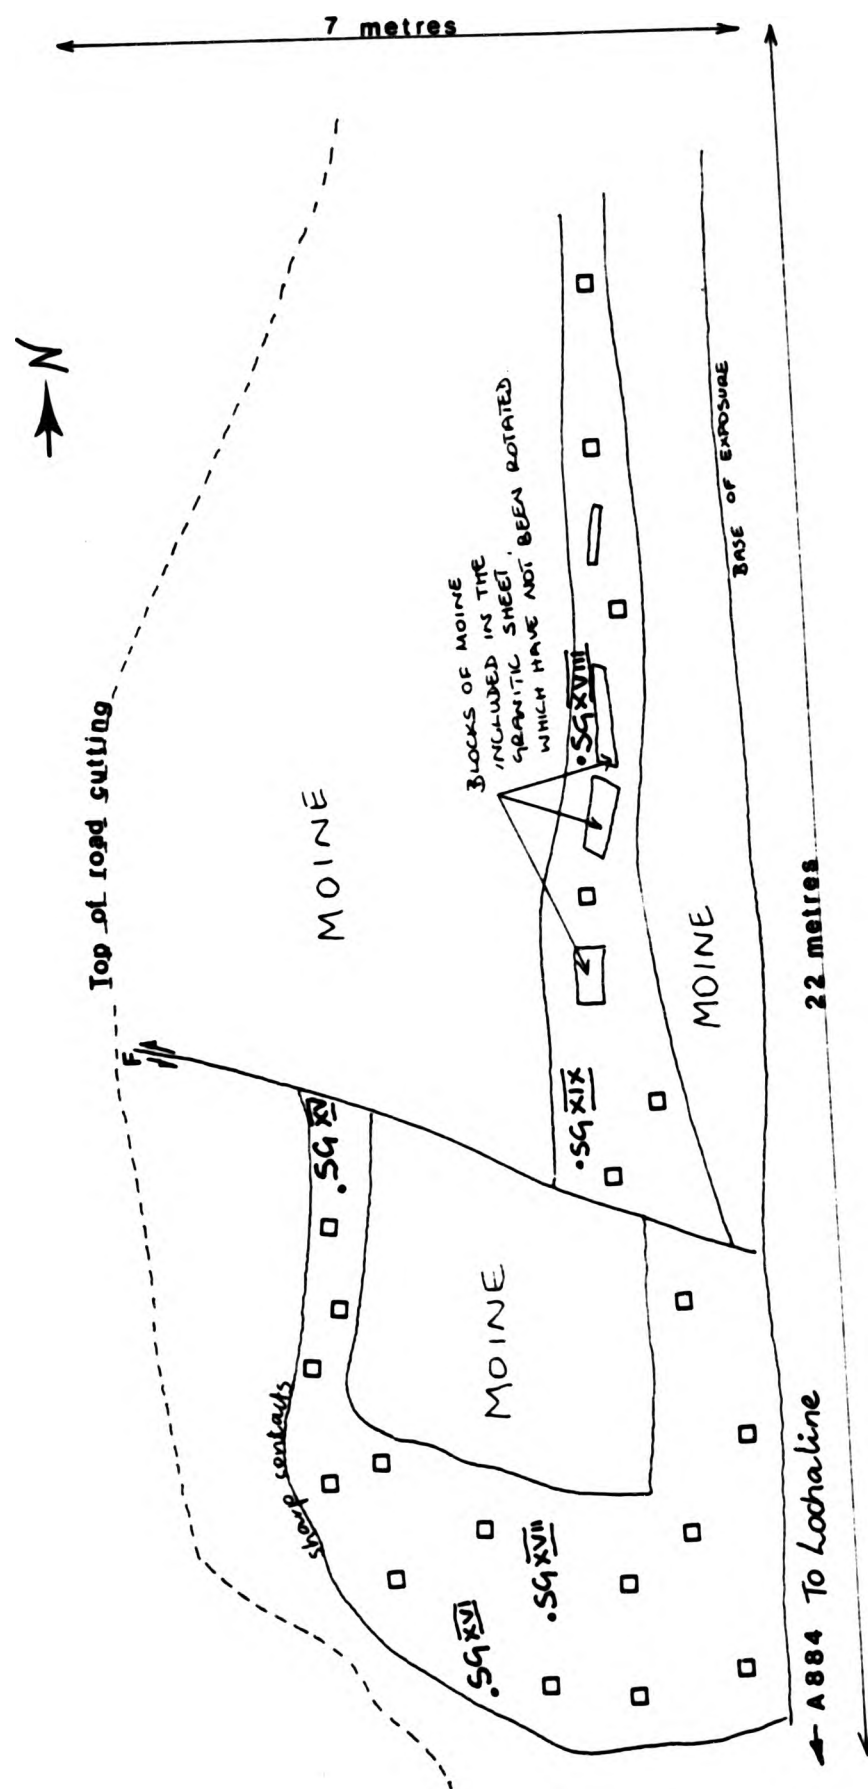 7 metres
N
Top of road cutting
BLOCKS OF MOINE
INCLUDED IN THE
GRANITIC SHEET,
WHICH HAVE NOT BEEN ROTATED.
MOINE
F
SG XV
MOINE
sharp contacts
SG XVI
SG XVII
SG XVIII
SG XIX
MOINE
BASE OF EXPOSURE
22 metres
A884 To Lochaline